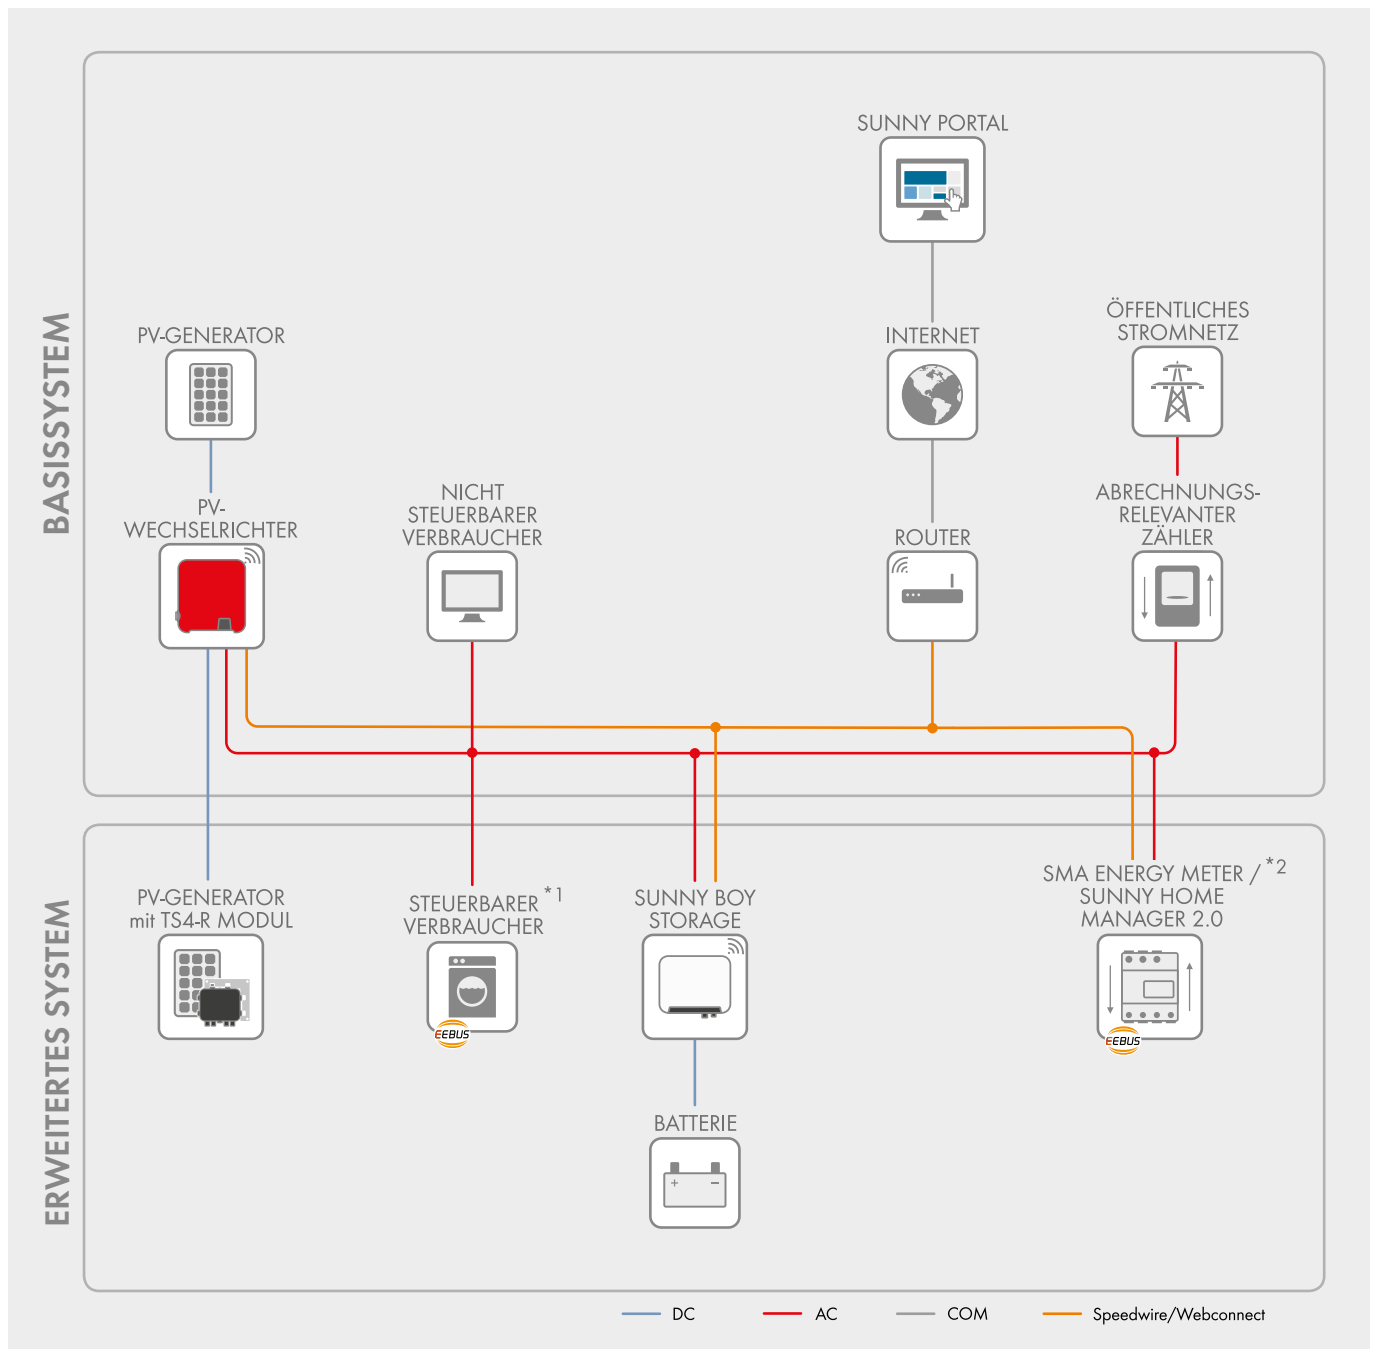 BASISSYSTEM
SUNNY PORTAL
PV-GENERATOR
INTERNET
ÖFFENTLICHES
STROMNETZ
PV-
WECHSELRICHTER
NICHT
STEUERBARER
VERBRAUCHER
ROUTER
ABRECHNUNGS-
RELEVANTER
ZÄHLER
ERWEITERTES SYSTEM
PV-GENERATOR
mit TS4-R MODUL
STEUERBARER *1
VERBRAUCHER
EEBUS
SUNNY BOY
STORAGE
SMA ENERGY METER / *2
SUNNY HOME
MANAGER 2.0
EEBUS
BATTERIE
+ −
DC
AC
COM
Speedwire/Webconnect